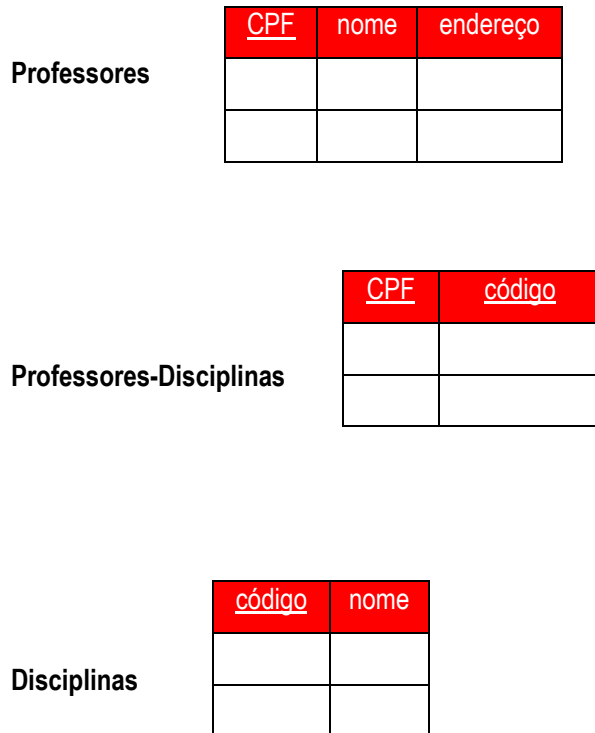 CPF nome endereço
Professores
CPF código
Professores-Disciplinas
código nome
Disciplinas